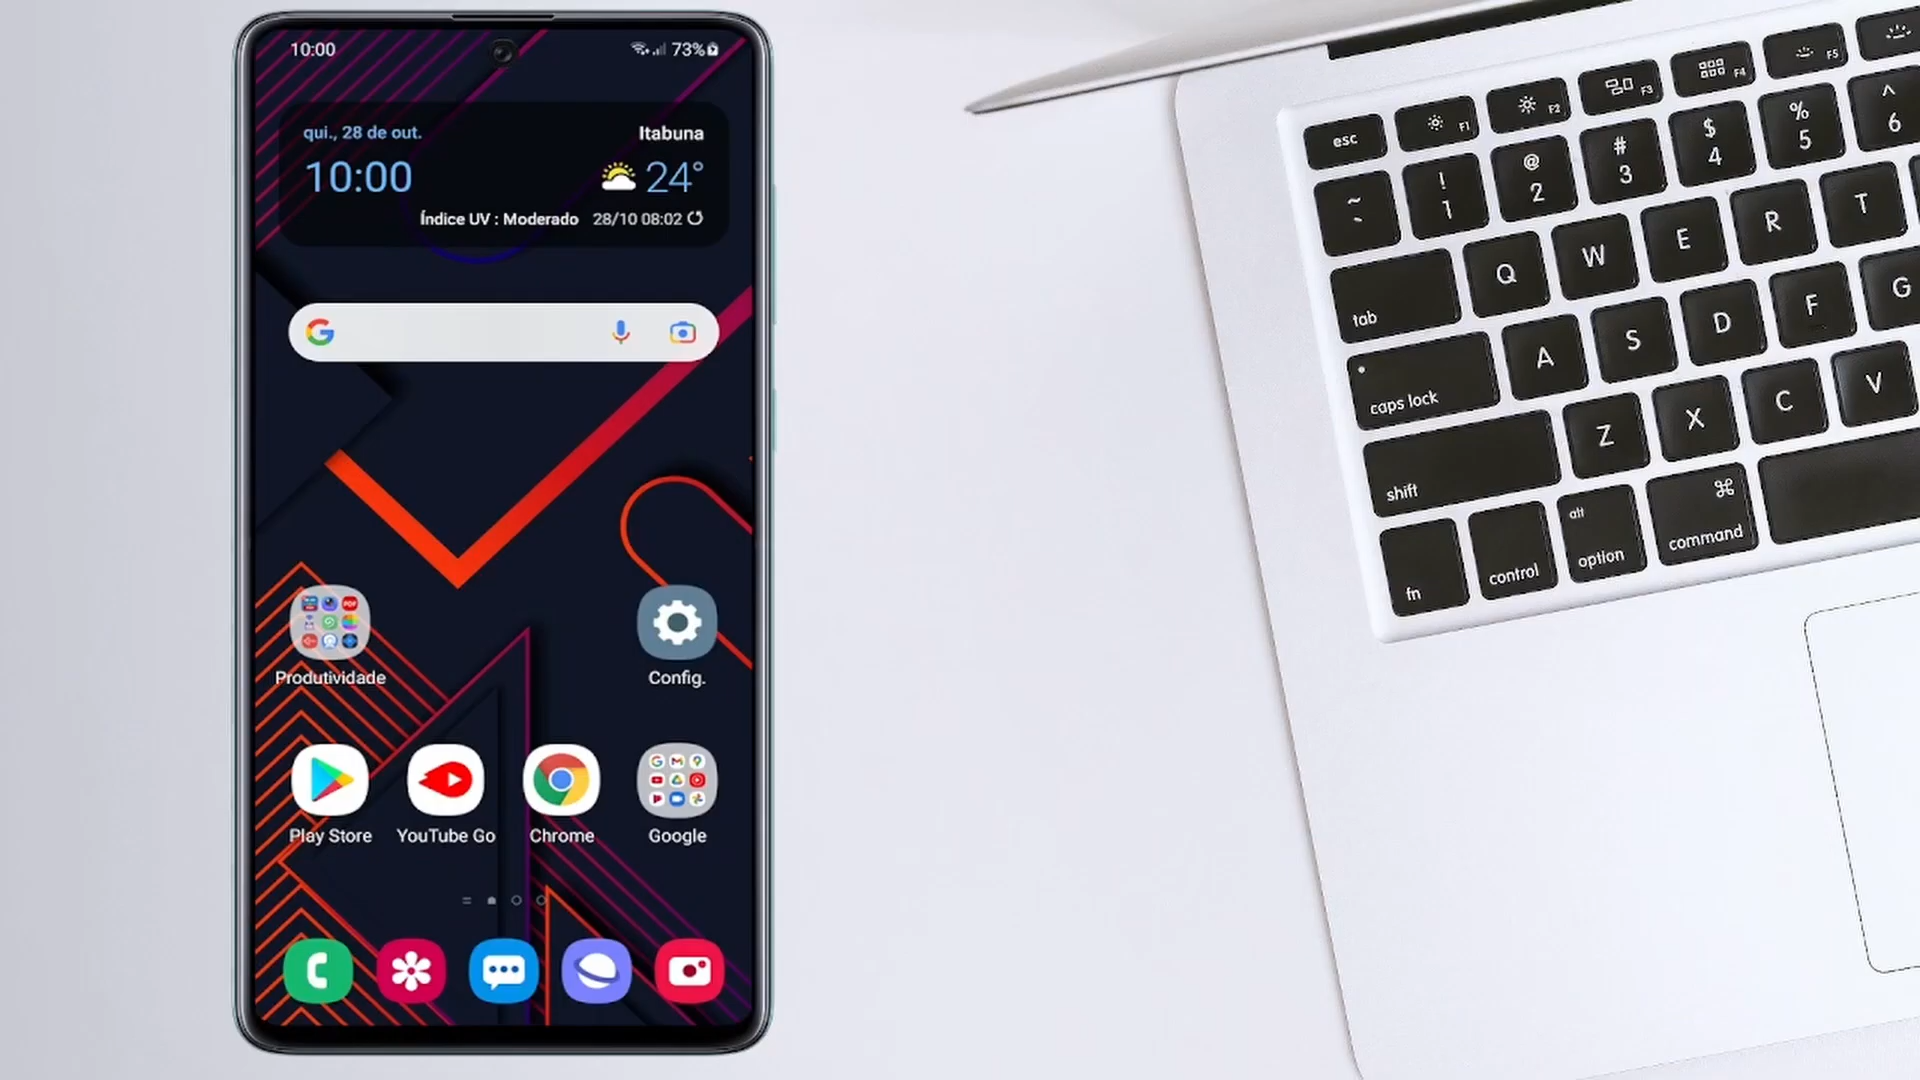 10:00
73%
qui., 28 de out.
Itabuna
10:00
24°
Índice UV : Moderado 28/10 08:02
Produtividade
Config.
Play Store
YouTube Go
Chrome
Google
esc
F1
F2
F3
F4
F5
~
`
!
1
@
2
#
3
$
4
%
5
^
6
tab
Q
W
E
R
T
caps lock
A
S
D
F
G
shift
Z
X
C
V
fn
control
alt
option
⌘
command